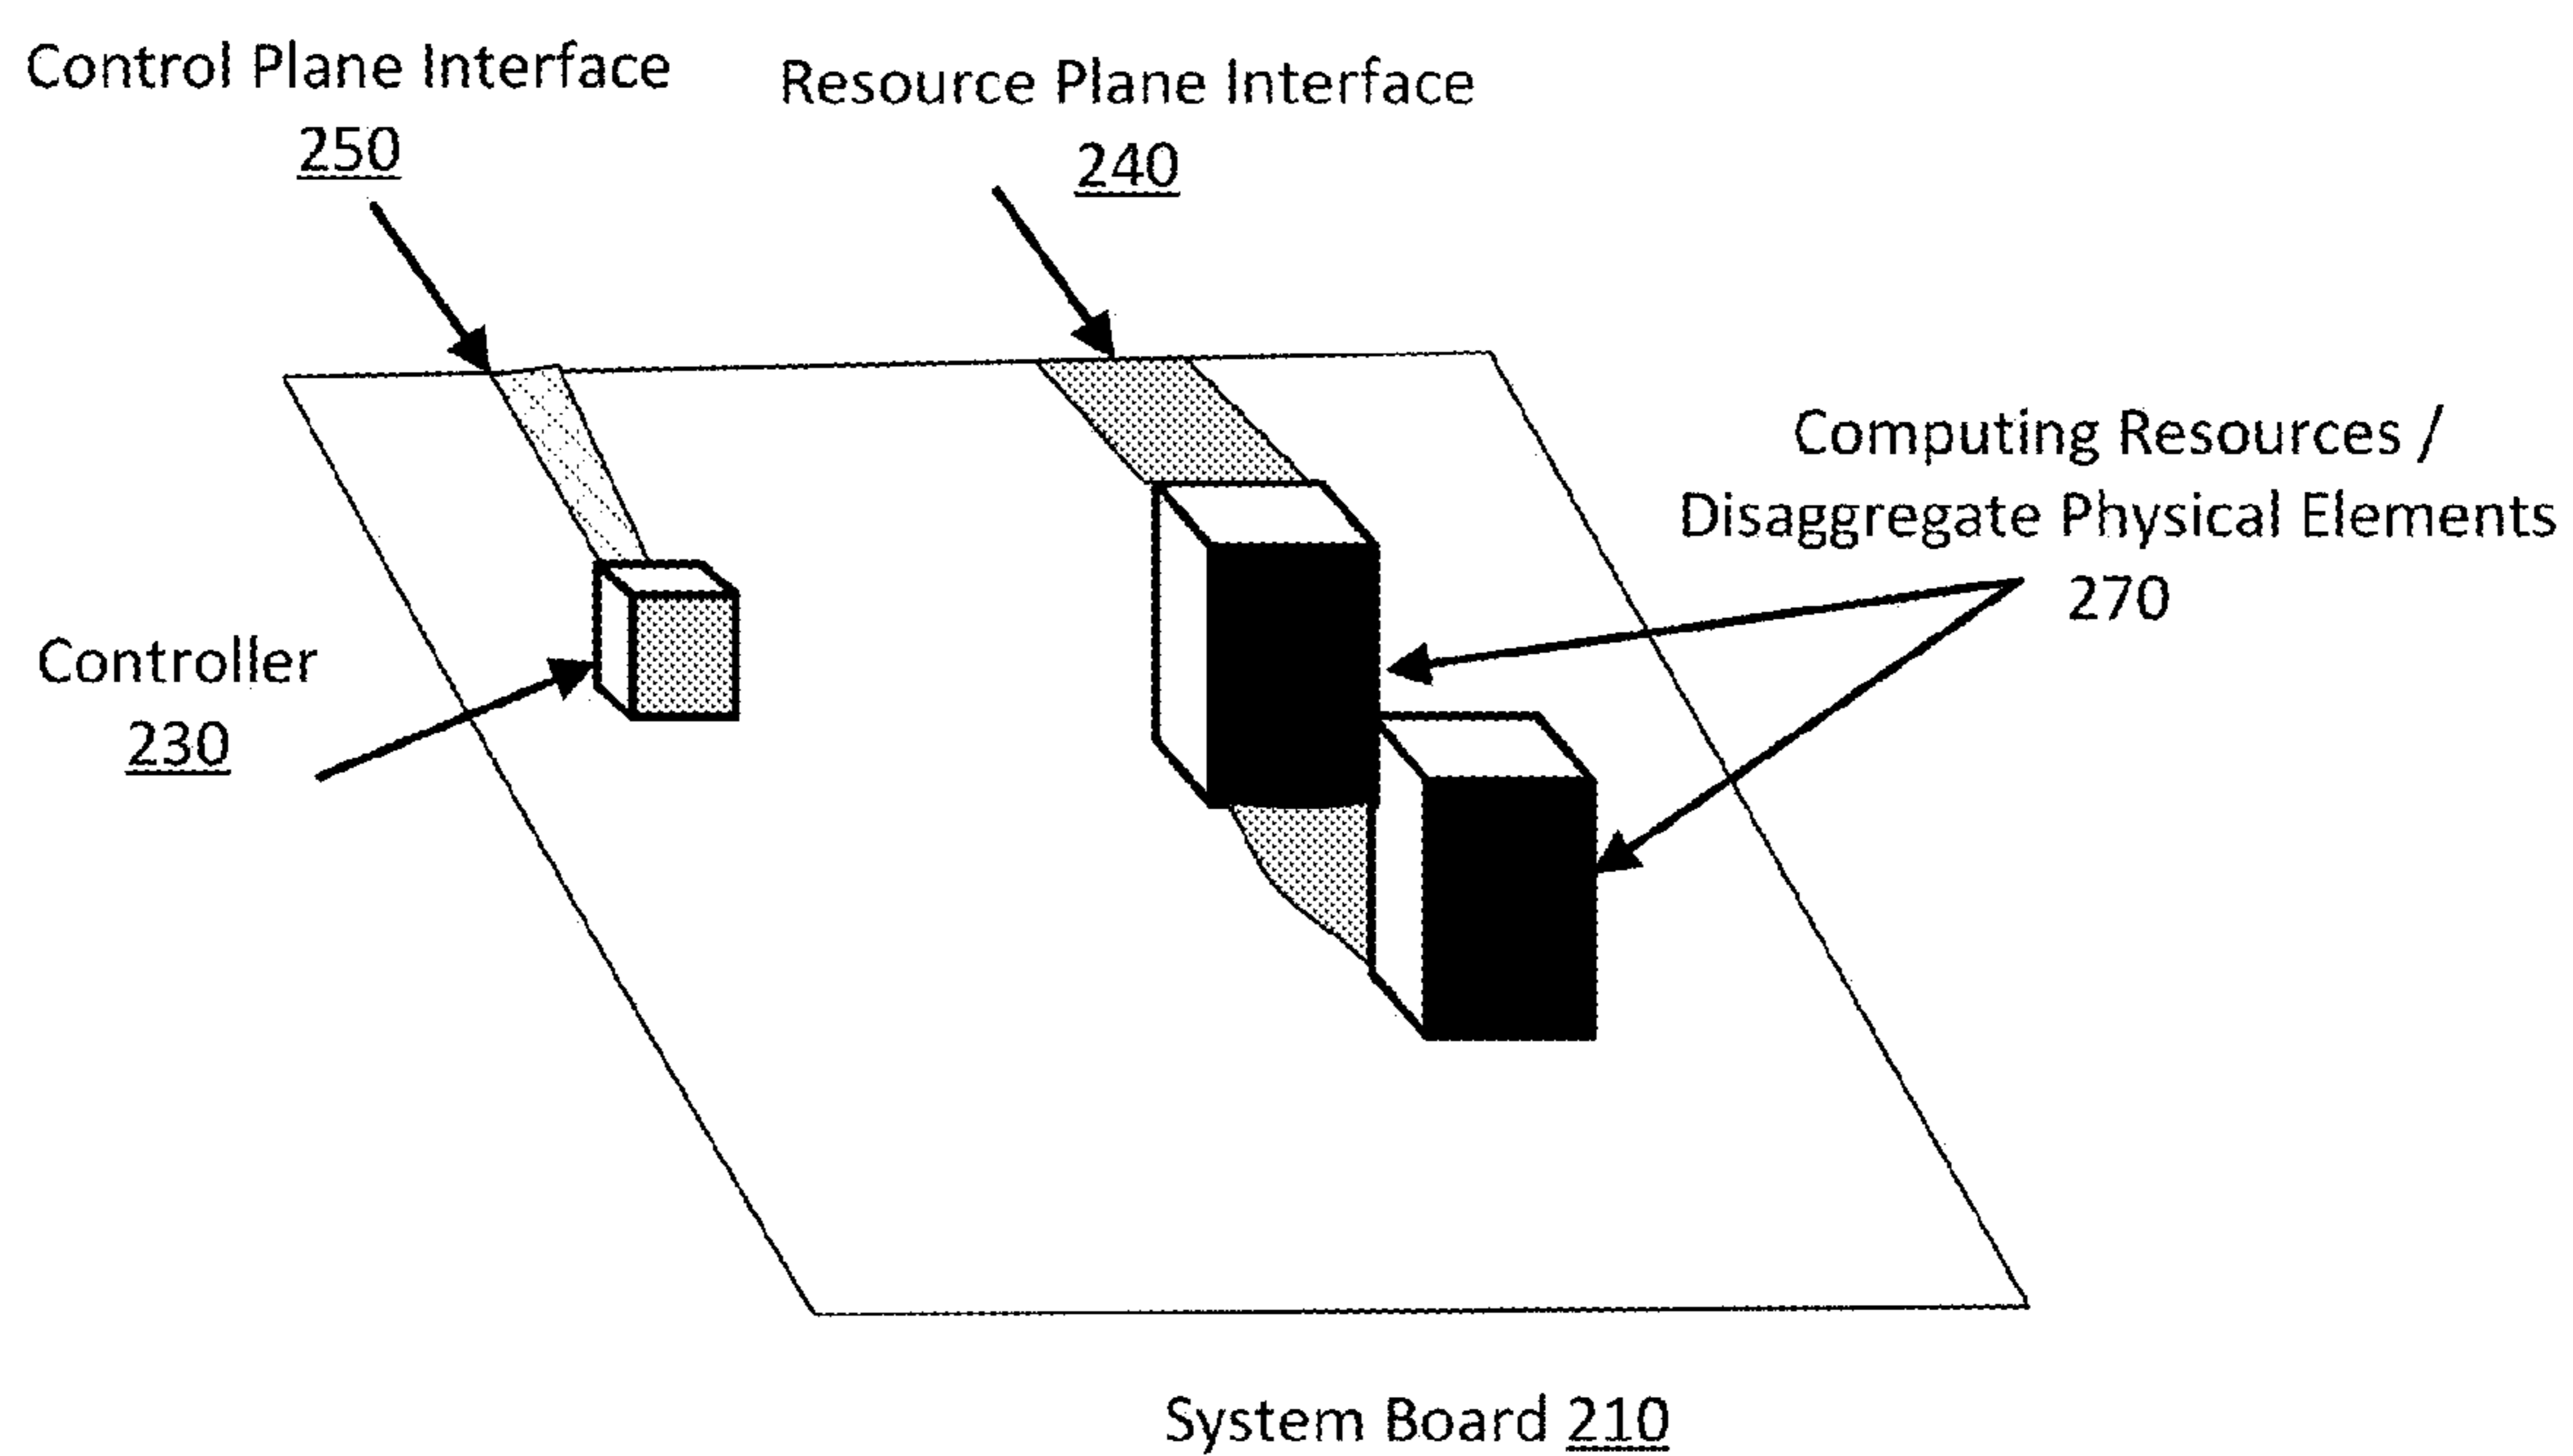 Control Plane Interface
250
Resource Plane Interface
240
Computing Resources /
Disaggregate Physical Elements
270
Controller
230
System Board 210